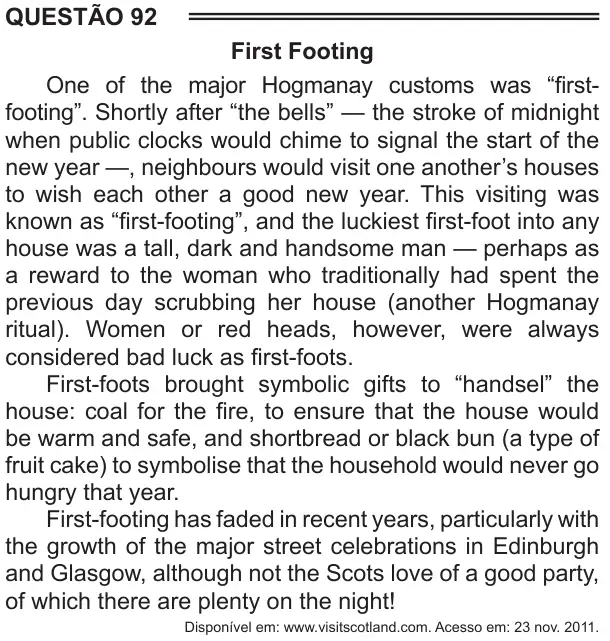 QUESTÃO 92
First Footing
One of the major Hogmanay customs was “first-
footing”. Shortly after “the bells” — the stroke of midnight
when public clocks would chime to signal the start of the
new year —, neighbours would visit one another’s houses
to wish each other a good new year. This visiting was
known as “first-footing”, and the luckiest first-foot into any
house was a tall, dark and handsome man — perhaps as
a reward to the woman who traditionally had spent the
previous day scrubbing her house (another Hogmanay
ritual). Women or red heads, however, were always
considered bad luck as first-foots.
First-foots brought symbolic gifts to “handsel” the
house: coal for the fire, to ensure that the house would
be warm and safe, and shortbread or black bun (a type of
fruit cake) to symbolise that the household would never go
hungry that year.
First-footing has faded in recent years, particularly with
the growth of the major street celebrations in Edinburgh
and Glasgow, although not the Scots love of a good party,
of which there are plenty on the night!
Disponível em: www.visitscotland.com. Acesso em: 23 nov. 2011.